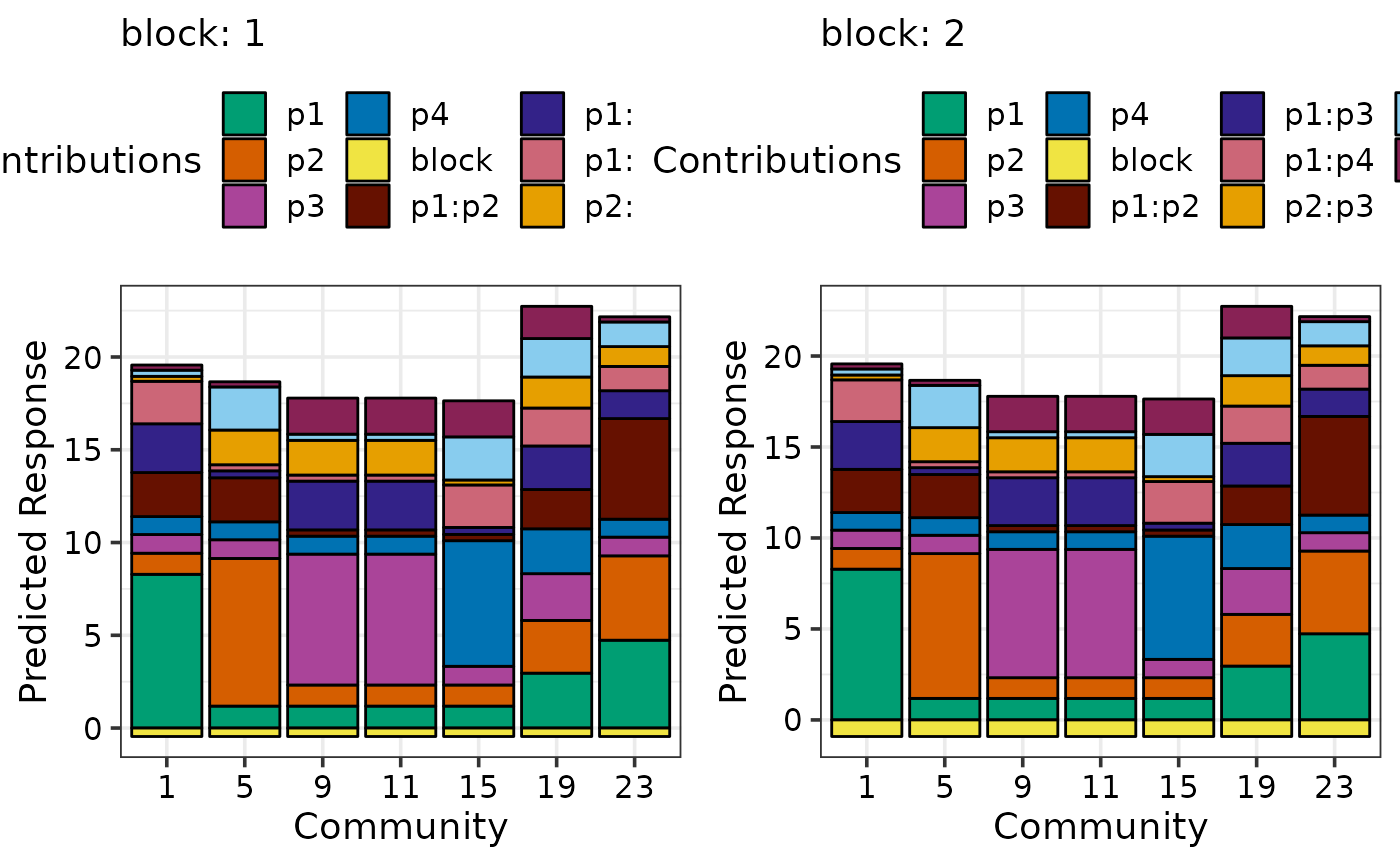 block: 1
block: 2
ntributions
p1
p4
p1:
p2
block
p1:
p3
p1:p2
p2:
Contributions
p1
p4
p1:p3
p2
block
p1:p4
p3
p1:p2
p2:p3
Predicted Response
20
15
10
5
0
1 5 9 11 15 19 23
Community
Predicted Response
20
15
10
5
0
1 5 9 11 15 19 23
Community